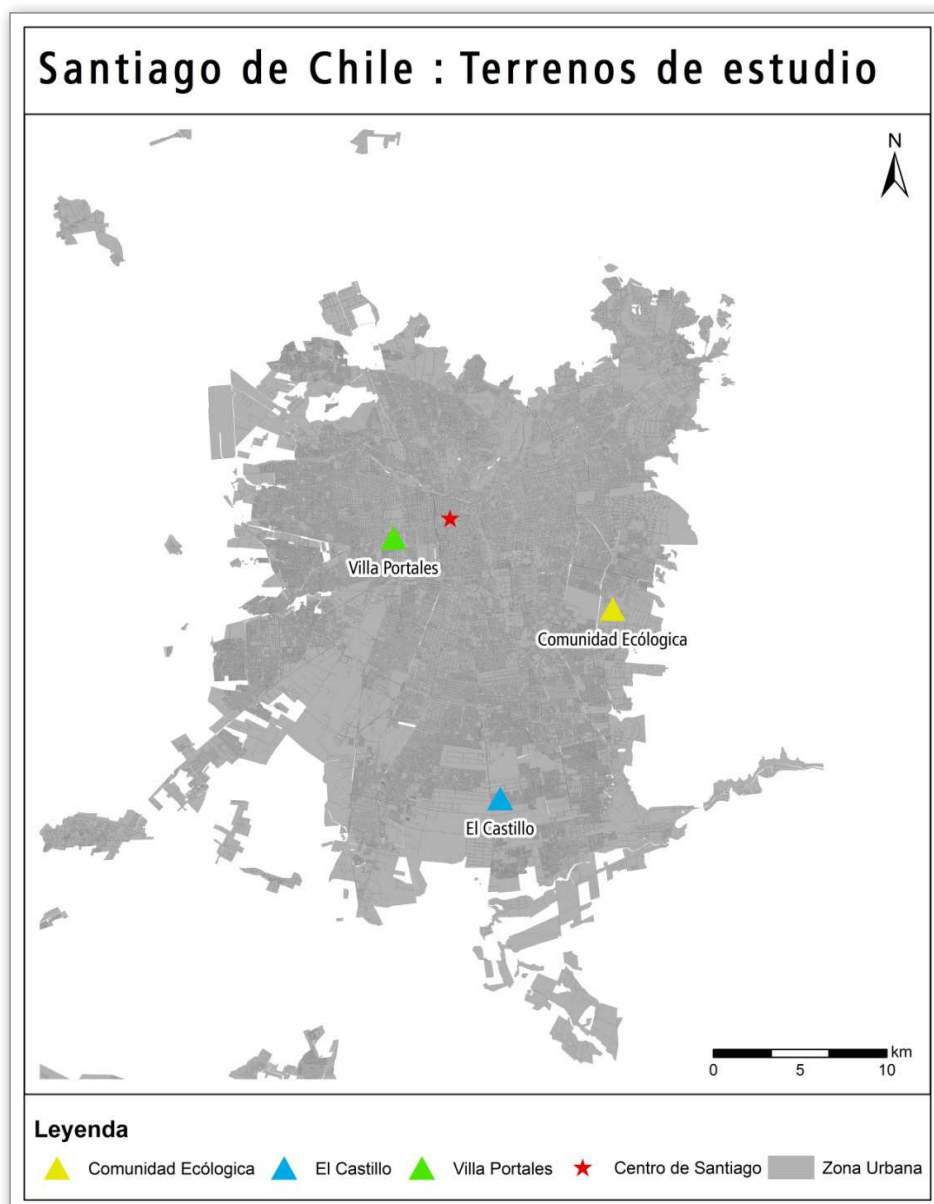 Santiago de Chile : Terrenos de estudio
N
Villa Portales
Comunidad Ecólogica
El Castillo
km
0 5 10
Leyenda
Comunidad Ecólogica El Castillo Villa Portales Centro de Santiago Zona Urbana